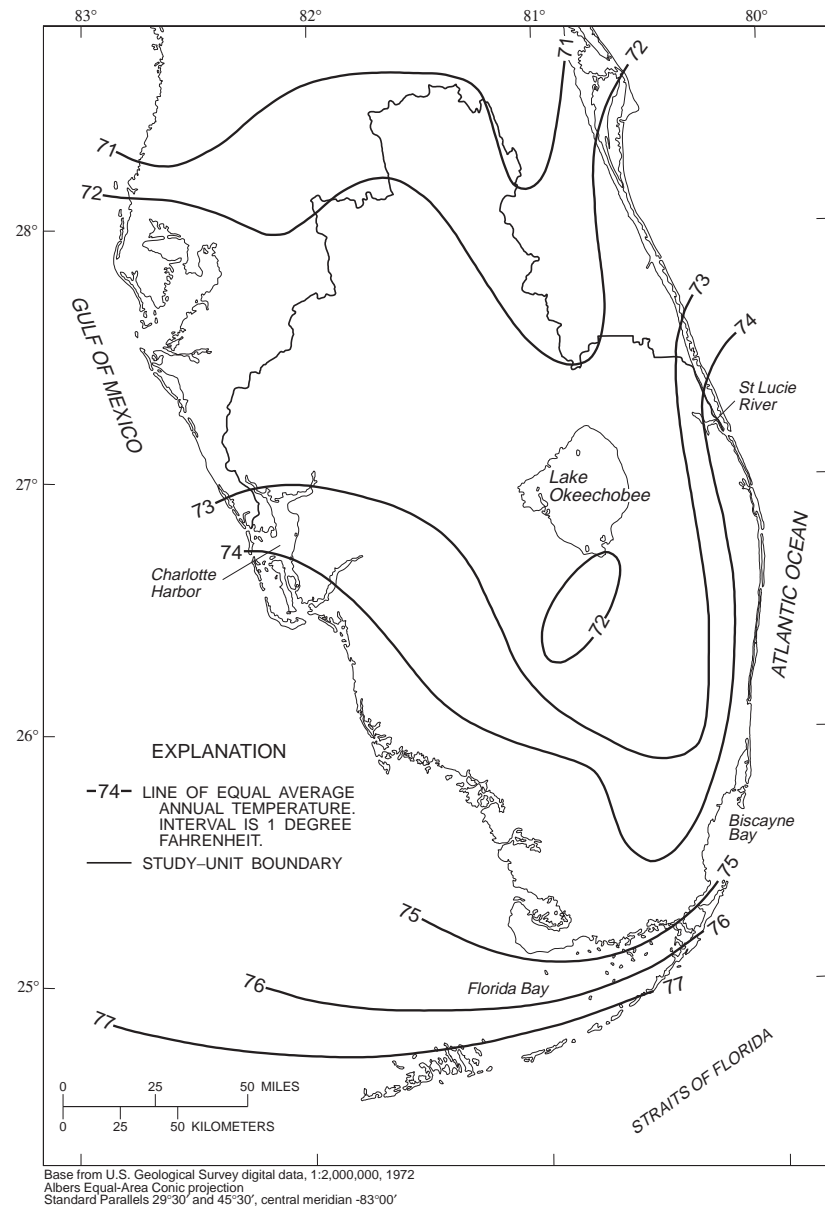 83°
82°
81°
80°
71
72
71
72
28°
73
74
GULF OF MEXICO
St Lucie
River
27°
Lake
Okeechobee
73
74
Charlotte
Harbor
72
ATLANTIC OCEAN
26°
EXPLANATION
–74– LINE OF EQUAL AVERAGE
ANNUAL TEMPERATURE.
INTERVAL IS 1 DEGREE
FAHRENHEIT.
STUDY–UNIT BOUNDARY
Biscayne
Bay
75
75
76
25°
76
Florida Bay
77
77
STRAITS OF FLORIDA
0 25 50 MILES
0 25 50 KILOMETERS
Base from U.S. Geological Survey digital data, 1:2,000,000, 1972
Albers Equal-Area Conic projection
Standard Parallels 29°30′ and 45°30′, central meridian -83°00′